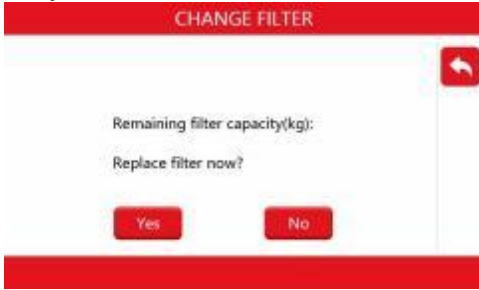 CHANGE FILTER
Remaining filter capacity(kg):
Replace filter now?
Yes
No